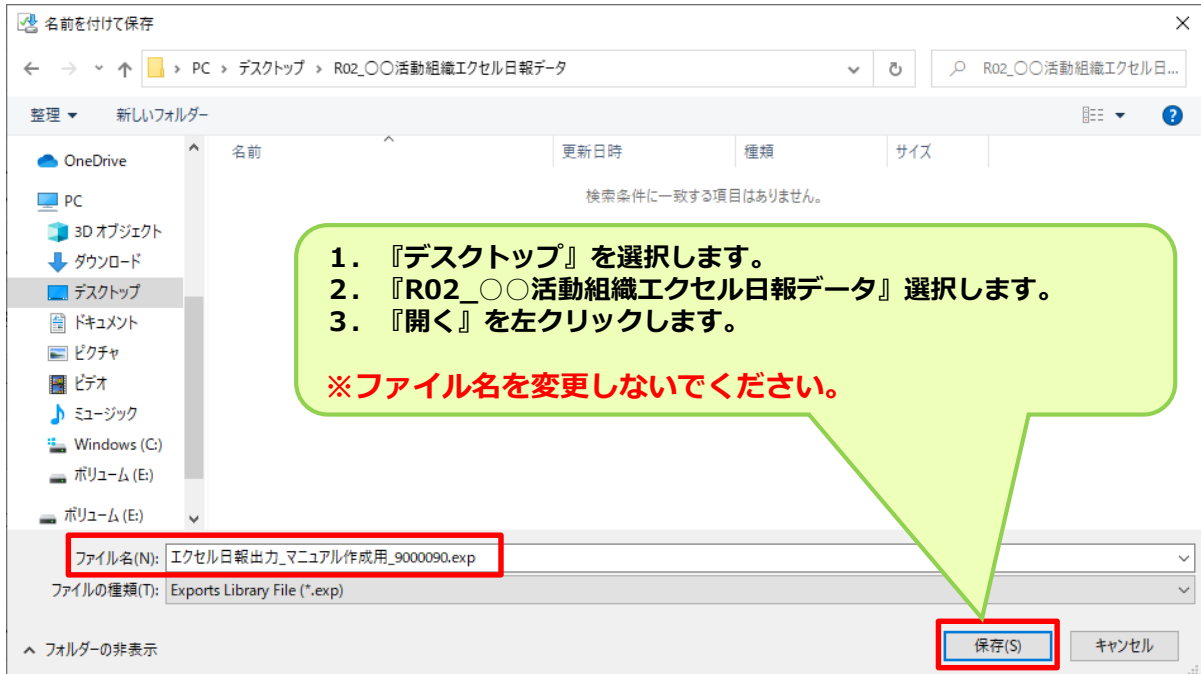 名前を付けて保存
PC › デスクトップ › R02_〇〇活動組織エクセル日報データ
R02_〇〇活動組織エクセル日...
整理 新しいフォルダー
名前 更新日時 種類 サイズ
検索条件に一致する項目はありません。
OneDrive
PC
3D オブジェクト
ダウンロード
デスクトップ
ドキュメント
ピクチャ
ビデオ
ミュージック
Windows (C:)
ボリューム (E:)
ボリューム (E:)
1．『デスクトップ』を選択します。
2．『R02_○○活動組織エクセル日報データ』選択します。
3．『開く』を左クリックします。
※ファイル名を変更しないでください。
ファイル名(N): エクセル日報出力_マニュアル作成用_9000090.exp
ファイルの種類(T): Exports Library File (*.exp)
フォルダーの非表示
保存(S) キャンセル